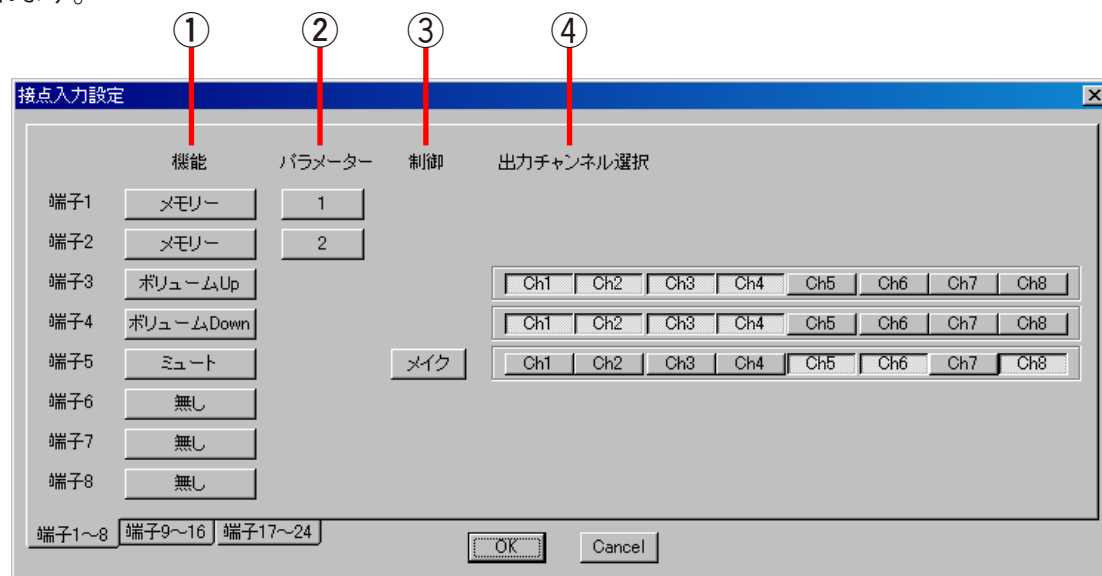 れます。
① ② ③ ④
接点入力設定
機能 パラメーター 制御 出力チャンネル選択
端子1 メモリー 1
端子2 メモリー 2
端子3 ボリュームUp Ch1 Ch2 Ch3 Ch4 Ch5 Ch6 Ch7 Ch8
端子4 ボリュームDown Ch1 Ch2 Ch3 Ch4 Ch5 Ch6 Ch7 Ch8
端子5 ミュート メイク Ch1 Ch2 Ch3 Ch4 Ch5 Ch6 Ch7 Ch8
端子6 無し
端子7 無し
端子8 無し
端子1〜8 端子9〜16 端子17〜24
OK Cancel